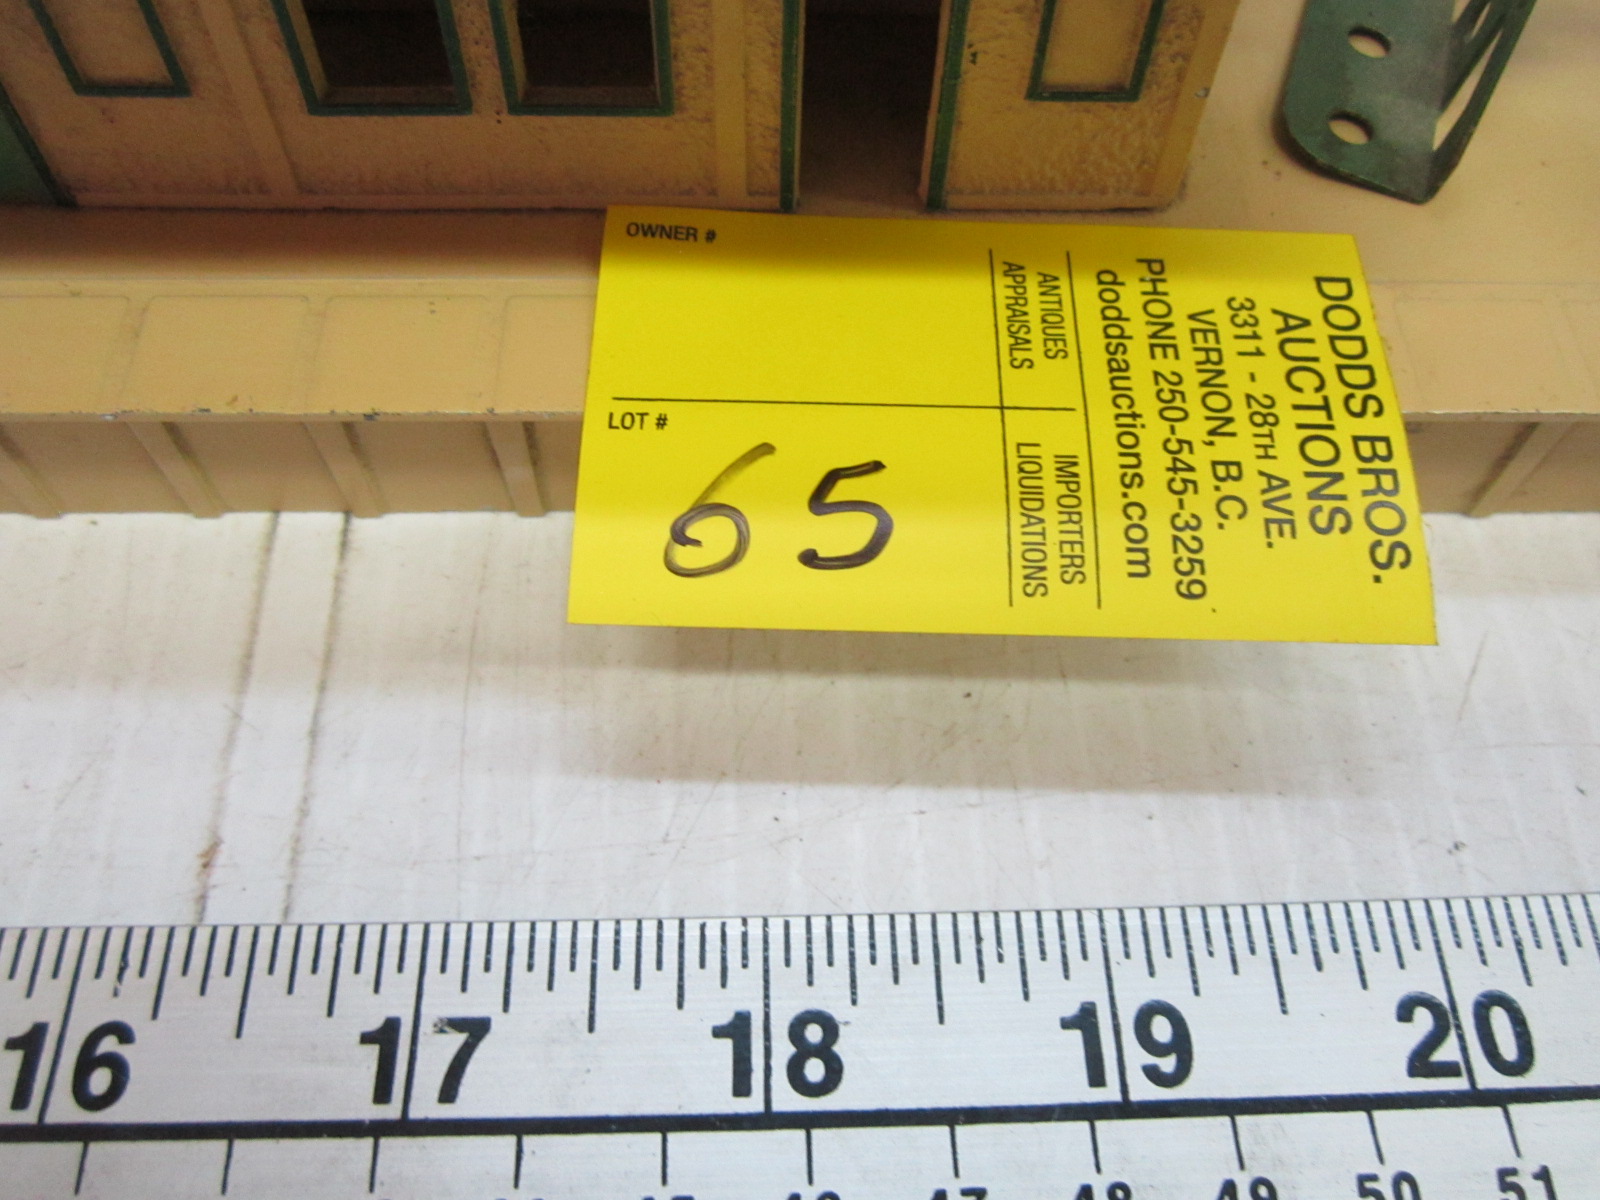 OWNER #
LOT #
65
ANTIQUES
APPRAISALS
IMPORTERS
LIQUIDATIONS
DODDS BROS.
AUCTIONS
3311 - 28TH AVE.
VERNON, B.C.
PHONE 250-545-3259
doddsauctions.com
16 17 18 19 20
47 48 49 50 51